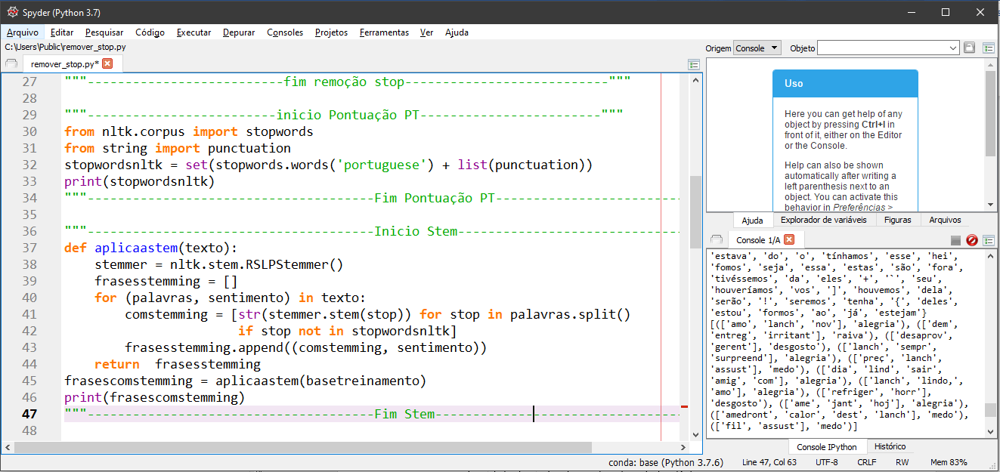 Spyder (Python 3.7)
Arquivo Editar Pesquisar Código Executar Depurar Consoles Projetos Ferramentas Ver Ajuda
C:\Users\Public\remover_stop.py
remover_stop.py*
27 """--------------------------fim remoção stop---------------------------"""
28
29 """-------------------------inicio Pontuação PT------------------------"""
30 from nltk.corpus import stopwords
31 from string import punctuation
32 stopwordsnltk = set(stopwords.words('portuguese') + list(punctuation))
33 print(stopwordsnltk)
34 """--------------------------------------Fim Pontuação PT-------------------------
35
36 """--------------------------------------Inicio Stem------------------------------
37 def aplicaastem(texto):
38     stemmer = nltk.stem.RSLPStemmer()
39     frasesstemming = []
40     for (palavras, sentimento) in texto:
41         comstemming = [str(stemmer.stem(stop)) for stop in palavras.split()
42                        if stop not in stopwordsnltk]
43         frasesstemming.append((comstemming, sentimento))
44     return  frasesstemming
45 frasescomstemming = aplicaastem(basetreinamento)
46 print(frasescomstemming)
47 """--------------------------------------Fim Stem---------------------------------
48
Origem Console Objeto
Uso
Here you can get help of any
object by pressing Ctrl+I in
front of it, either on the Editor
or the Console.
Help can also be shown
automatically after writing a
left parenthesis next to an
object. You can activate this
behavior in Preferências >
Ajuda Explorador de variáveis Figuras Arquivos
Console 1/A
'estava', 'do', 'o', 'tínhamos', 'esse', 'hei',
'fomos', 'seja', 'essa', 'estas', 'são', 'fora',
'tivéssemos', 'da', 'eles', '+', '`', 'seu',
'houveríamos', 'vos', ']', 'houvemos', 'dela',
'serão', '!', 'seremos', 'tenha', '{', 'deles',
'estou', 'formos', 'ao', 'já', 'estejam'}
[(['amo', 'lanch', 'nov'], 'alegria'), (['dem',
'entreg', 'irritant'], 'raiva'), (['desaprov',
'gerent'], 'desgosto'), (['lanch', 'sempr',
'surpreend'], 'alegria'), (['preç', 'lanch',
'assust'], 'medo'), (['dia', 'lind', 'sair',
'amig', 'com'], 'alegria'), (['lanch', 'lindo,',
'amo'], 'alegria'), (['refriger', 'horr'],
'desgosto'), (['ame', 'jant', 'hoj'], 'alegria'),
(['amedront', 'calor', 'dest', 'lanch'], 'medo'),
(['fil', 'assust'], 'medo')]
Console IPython Histórico
conda: base (Python 3.7.6) Line 47, Col 63 UTF-8 CRLF RW Mem 83%